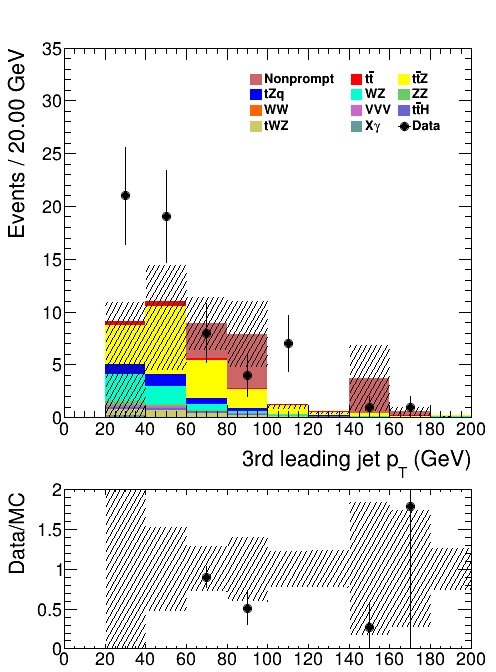 Events / 20.00 GeV
35
30
25
20
15
10
5
0
Nonprompt tt̄ tt̄Z
tZq WZ ZZ
WW VVV tt̄H
tWZ Xγ Data
0 20 40 60 80 100 120 140 160 180 200
3rd leading jet p_T (GeV)
Data/MC
2
1.5
1
0.5
0
0 20 40 60 80 100 120 140 160 180 200